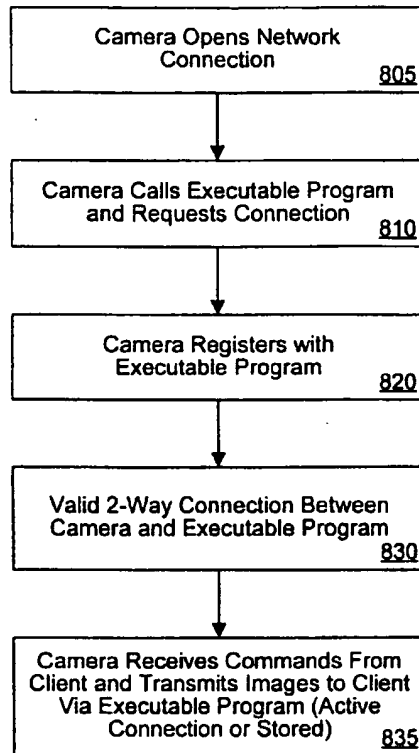 Camera Opens Network
Connection
805
Camera Calls Executable Program
and Requests Connection
810
Camera Registers with
Executable Program
820
Valid 2-Way Connection Between
Camera and Executable Program
830
Camera Receives Commands From
Client and Transmits Images to Client
Via Executable Program (Active
Connection or Stored)
835